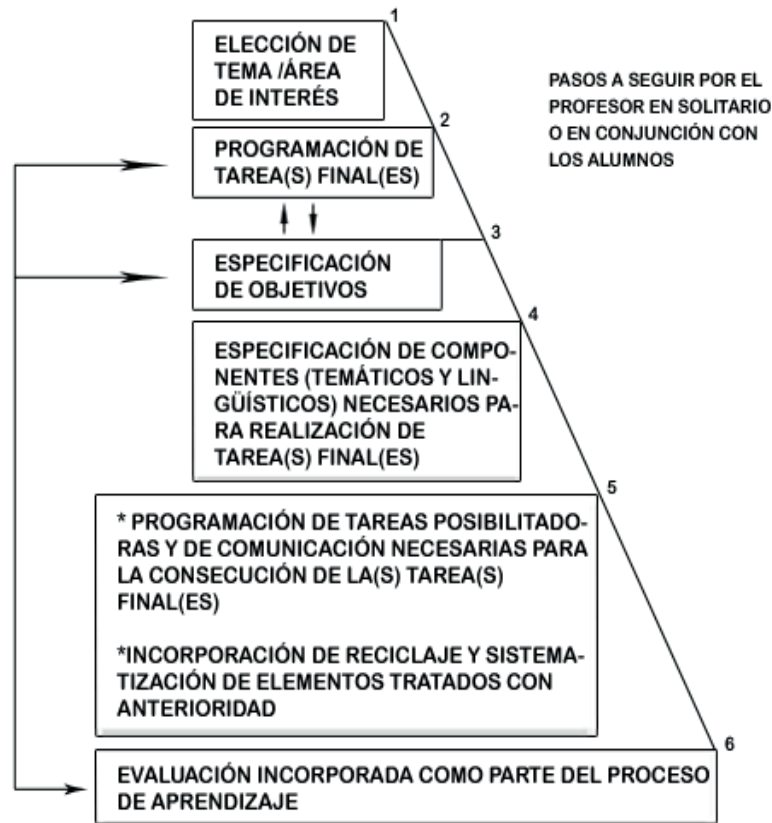 1
ELECCIÓN DE
TEMA /ÁREA
DE INTERÉS
PASOS A SEGUIR POR EL
PROFESOR EN SOLITARIO
O EN CONJUNCIÓN CON
LOS ALUMNOS
2
PROGRAMACIÓN DE
TAREA(S) FINAL(ES)
3
ESPECIFICACIÓN
DE OBJETIVOS
4
ESPECIFICACIÓN DE COMPO-
NENTES (TEMÁTICOS Y LIN-
GÜÍSTICOS) NECESARIOS PA-
RA REALIZACIÓN DE
TAREA(S) FINAL(ES)
5
* PROGRAMACIÓN DE TAREAS POSIBILITADO-
RAS Y DE COMUNICACIÓN NECESARIAS PARA
LA CONSECUCIÓN DE LA(S) TAREA(S)
FINAL(ES)
*INCORPORACIÓN DE RECICLAJE Y SISTEMA-
TIZACIÓN DE ELEMENTOS TRATADOS CON
ANTERIORIDAD
6
EVALUACIÓN INCORPORADA COMO PARTE DEL PROCESO
DE APRENDIZAJE